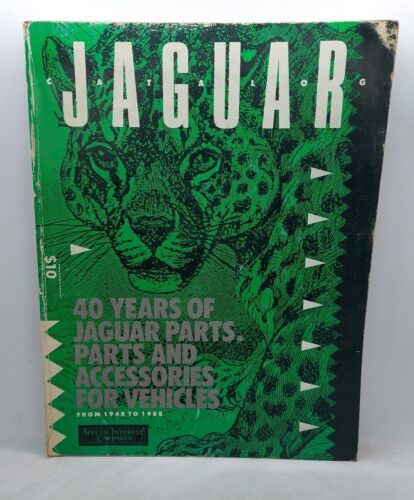 JAGUAR
CATALOG
$10
40 YEARS OF
JAGUAR PARTS.
PARTS AND
ACCESSORIES
FOR VEHICLES
FROM 1948 TO 1988
SPECIAL INTEREST
CAR PARTS